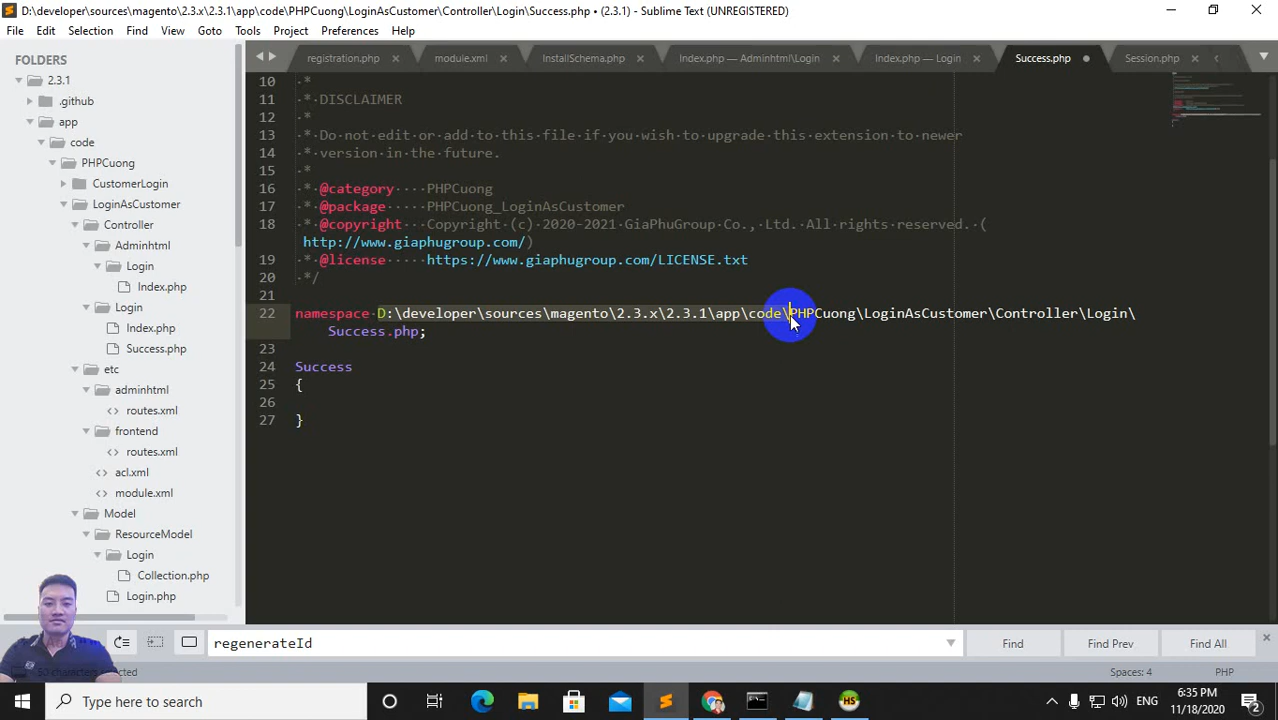 D:\developer\sources\magento\2.3.x\2.3.1\app\code\PHPCuong\LoginAsCustomer\Controller\Login\Success.php • (2.3.1) - Sublime Text (UNREGISTERED)
File Edit Selection Find View Goto Tools Project Preferences Help
FOLDERS
2.3.1
.github
app
code
PHPCuong
CustomerLogin
LoginAsCustomer
Controller
Adminhtml
Login
Index.php
Login
Index.php
Success.php
etc
adminhtml
routes.xml
frontend
routes.xml
acl.xml
module.xml
Model
ResourceModel
Login
Collection.php
Login.php
registration.php × module.xml × InstallSchema.php × Index.php — Adminhtml\Login × Index.php — Login × Success.php • Session.php ×
10 *
11 * DISCLAIMER
12 *
13 * Do not edit or add to this file if you wish to upgrade this extension to newer
14 * version in the future.
15 *
16 * @category    PHPCuong
17 * @package     PHPCuong_LoginAsCustomer
18 * @copyright   Copyright (c) 2020-2021 GiaPhuGroup Co., Ltd. All rights reserved. (
http://www.giaphugroup.com/)
19 * @license     https://www.giaphugroup.com/LICENSE.txt
20 */
21
22 namespace D:\developer\sources\magento\2.3.x\2.3.1\app\code\PHPCuong\LoginAsCustomer\Controller\Login\
Success.php;
23
24 Success
25 {
26
27 }
regenerateId
Find Find Prev Find All
characters selected
Spaces: 4 PHP
Type here to search
ENG
6:35 PM
11/18/2020
2